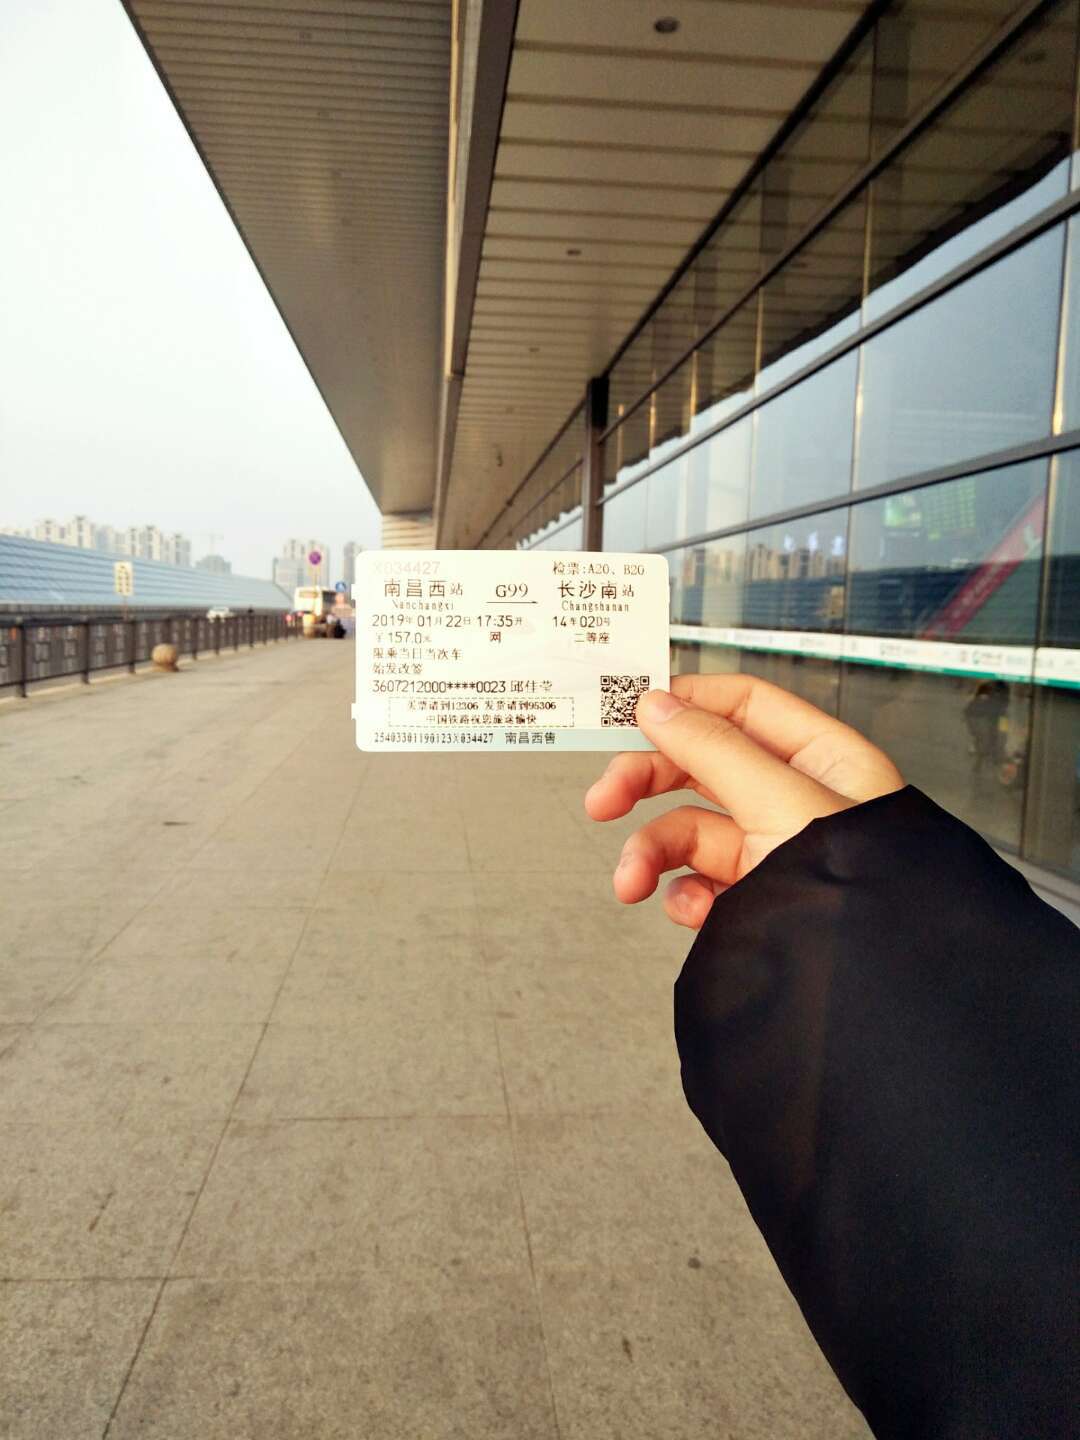 X034427 检票:A20、B20
南昌西站 G99 长沙南站
Nanchangxi Changshanan
2019年01月22日 17:35开 14车02D号
￥157.0元 网 二等座
限乘当日当次车
始发改签
3607212000****0023 邱佳莹
买票请到12306 发货请到95306
中国铁路祝您旅途愉快
25403301190123X034427 南昌西售